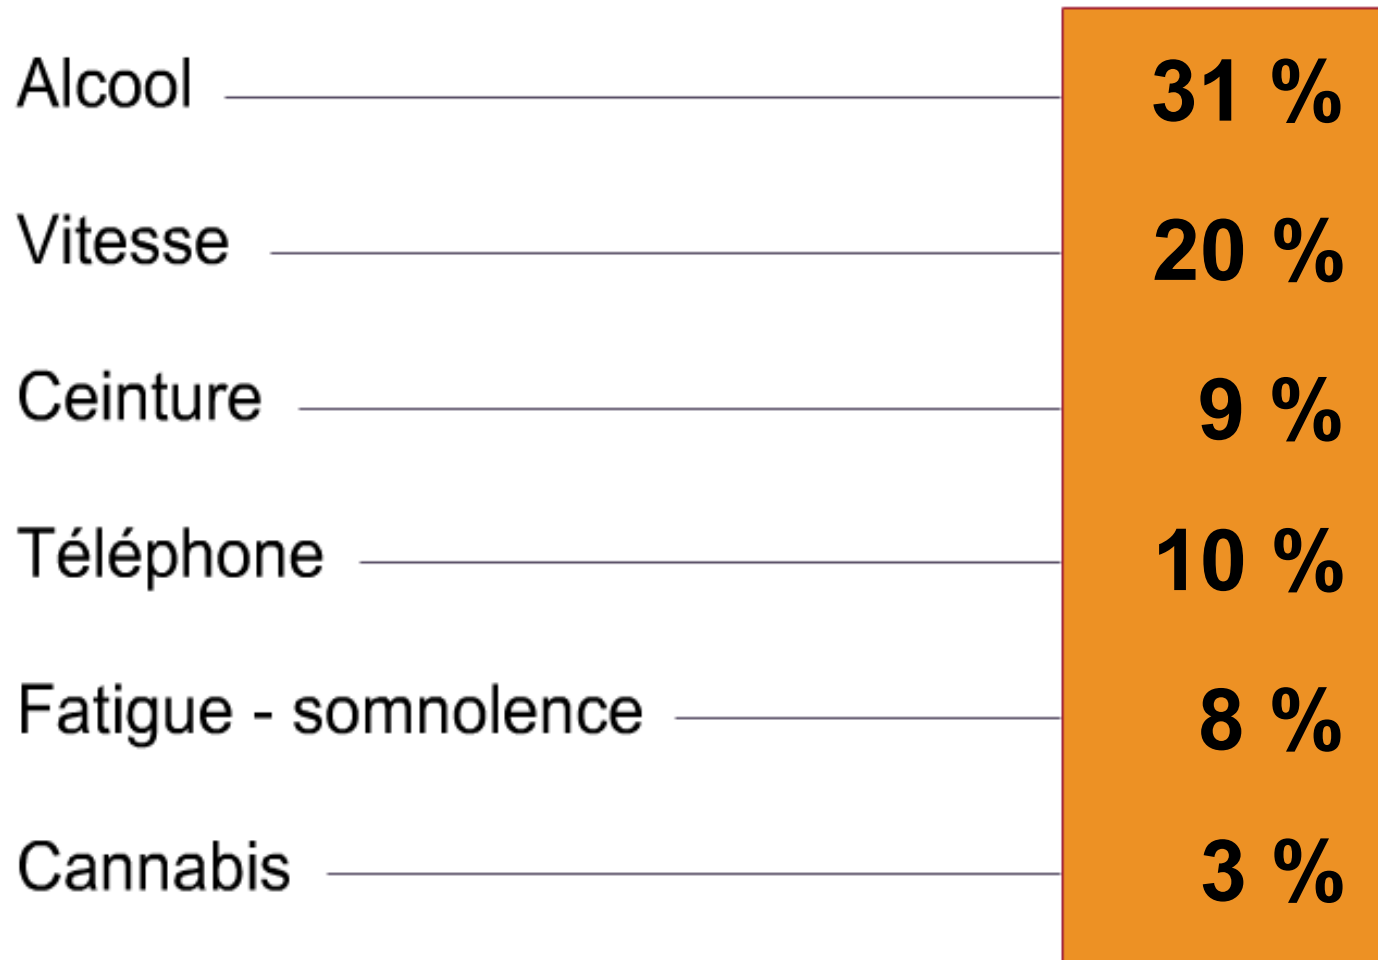 Alcool 31 %
Vitesse 20 %
Ceinture 9 %
Téléphone 10 %
Fatigue - somnolence 8 %
Cannabis 3 %